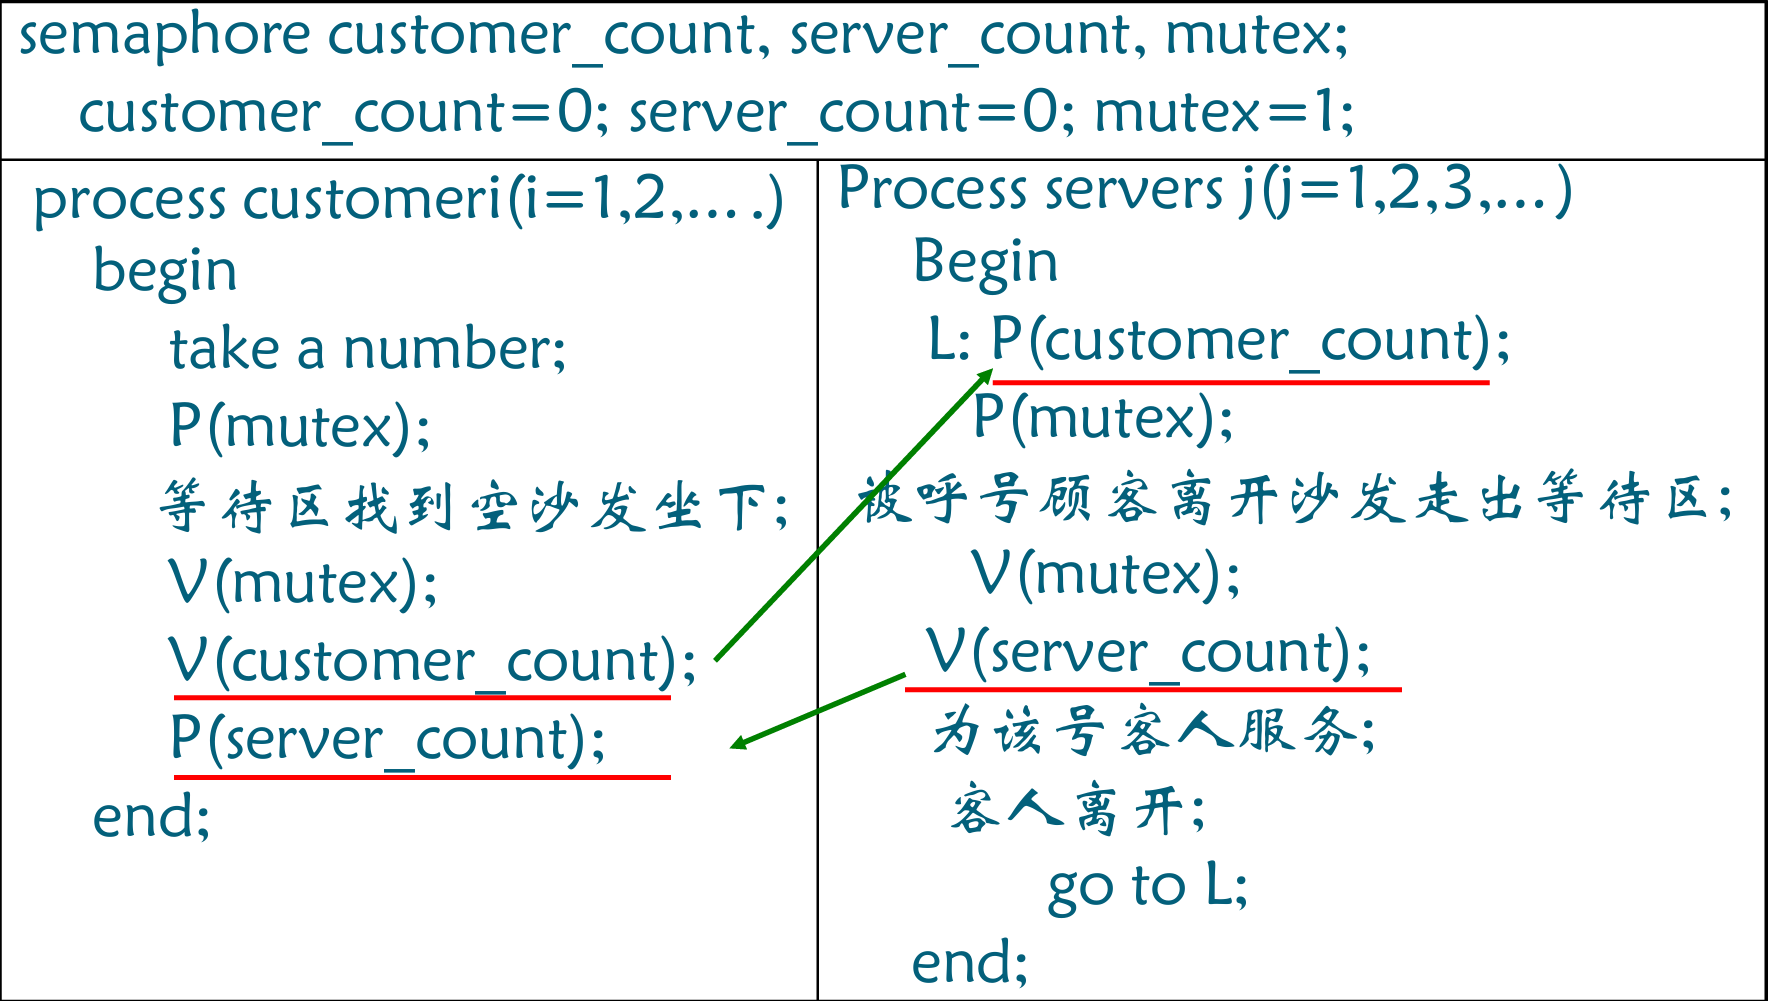 semaphore customer_count, server_count, mutex;
customer_count=0; server_count=0; mutex=1;
process customeri(i=1,2,....)
begin
take a number;
P(mutex);
等待区找到空沙发坐下;
V(mutex);
V(customer_count);
P(server_count);
end;
Process servers j(j=1,2,3,...)
Begin
L: P(customer_count);
P(mutex);
被呼号顾客离开沙发走出等待区;
V(mutex);
V(server_count);
为该号客人服务;
客人离开;
go to L;
end;